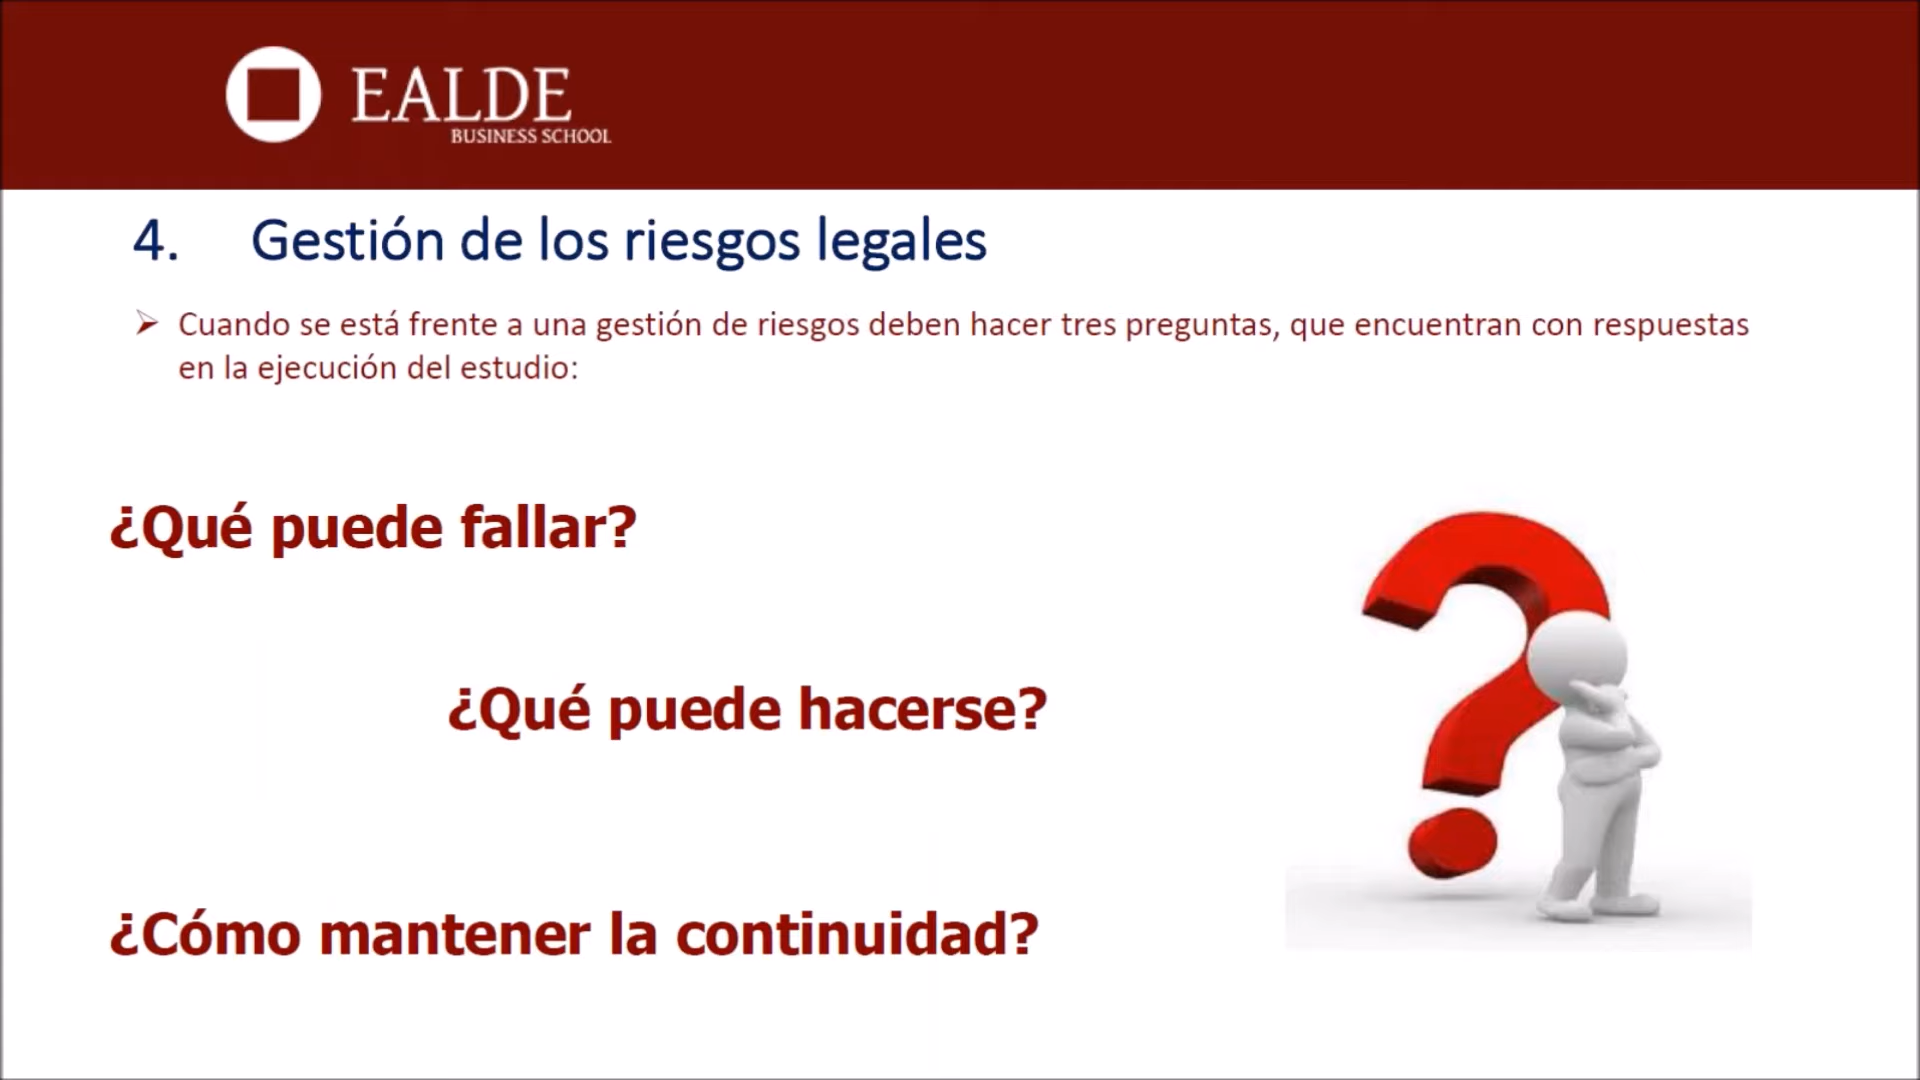 EALDE
BUSINESS SCHOOL
4. Gestión de los riesgos legales
➢ Cuando se está frente a una gestión de riesgos deben hacer tres preguntas, que encuentran con respuestas
en la ejecución del estudio:
¿Qué puede fallar?
¿Qué puede hacerse?
¿Cómo mantener la continuidad?